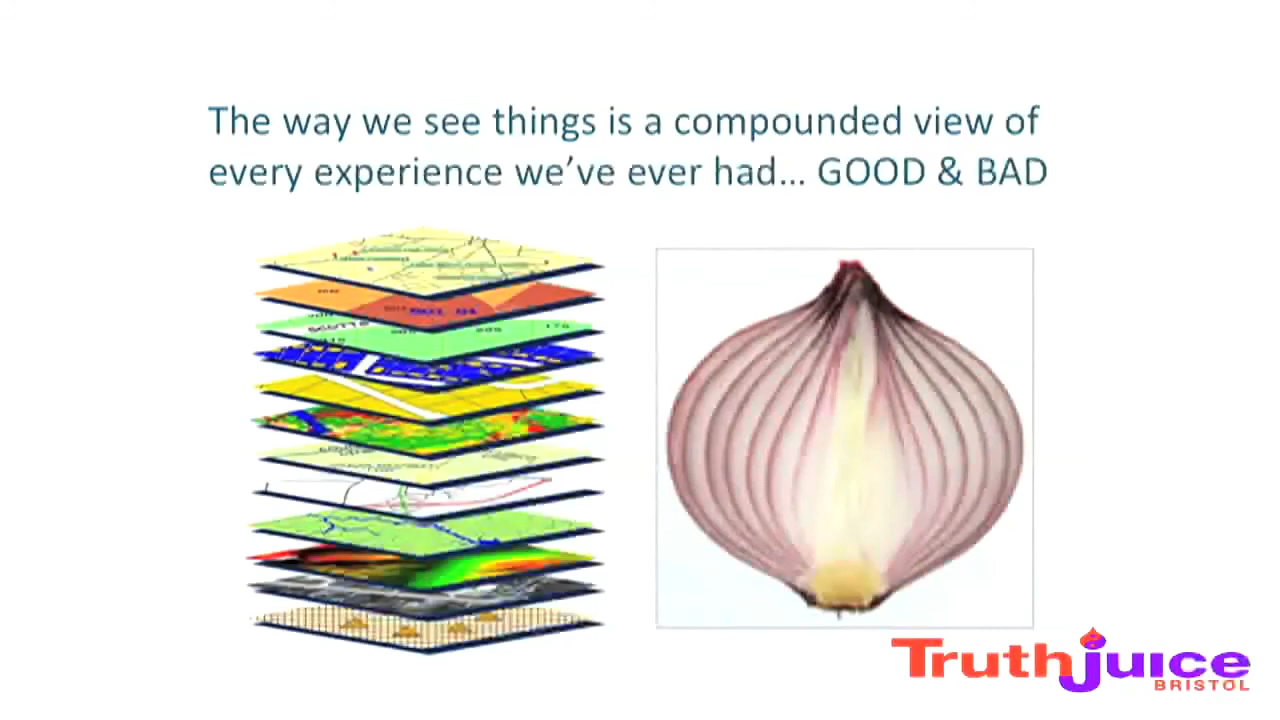 The way we see things is a compounded view of
every experience we’ve ever had... GOOD & BAD
Truthjuice
BRISTOL